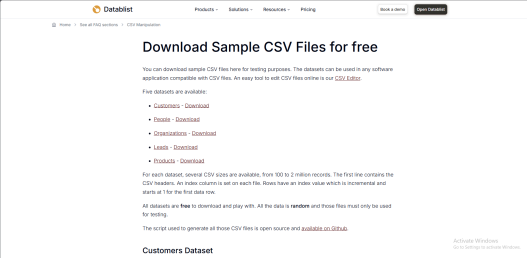 Datablist
Products
Solutions
Resources
Pricing
Book a demo
Open Datablist
Home > See all FAQ sections > CSV Manipulation
Download Sample CSV Files for free
You can download sample CSV files here for testing purposes. The datasets can be used in any software
application compatible with CSV files. An easy tool to edit CSV files online is our CSV Editor.
Five datasets are available:
• Customers - Download
• People - Download
• Organizations - Download
• Leads - Download
• Products - Download
For each dataset, several CSV sizes are available, from 100 to 2 million records. The first line contains the
CSV headers. An index column is set on each file. Rows have an index value which is incremental and
starts at 1 for the first data row.
All datasets are free to download and play with. All the data is random and those files must only be used
for testing.
The script used to generate all those CSV files is open source and available on Github.
Customers Dataset
Activate Windows
Go to Settings to activate Windows.